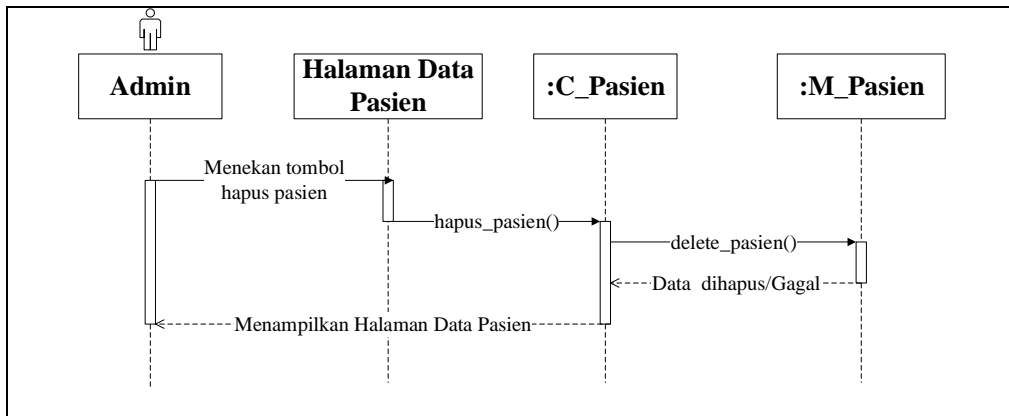 Admin
Halaman Data
Pasien
:C_Pasien
:M_Pasien
Menekan tombol
hapus pasien
hapus_pasien()
delete_pasien()
Data dihapus/Gagal
Menampilkan Halaman Data Pasien